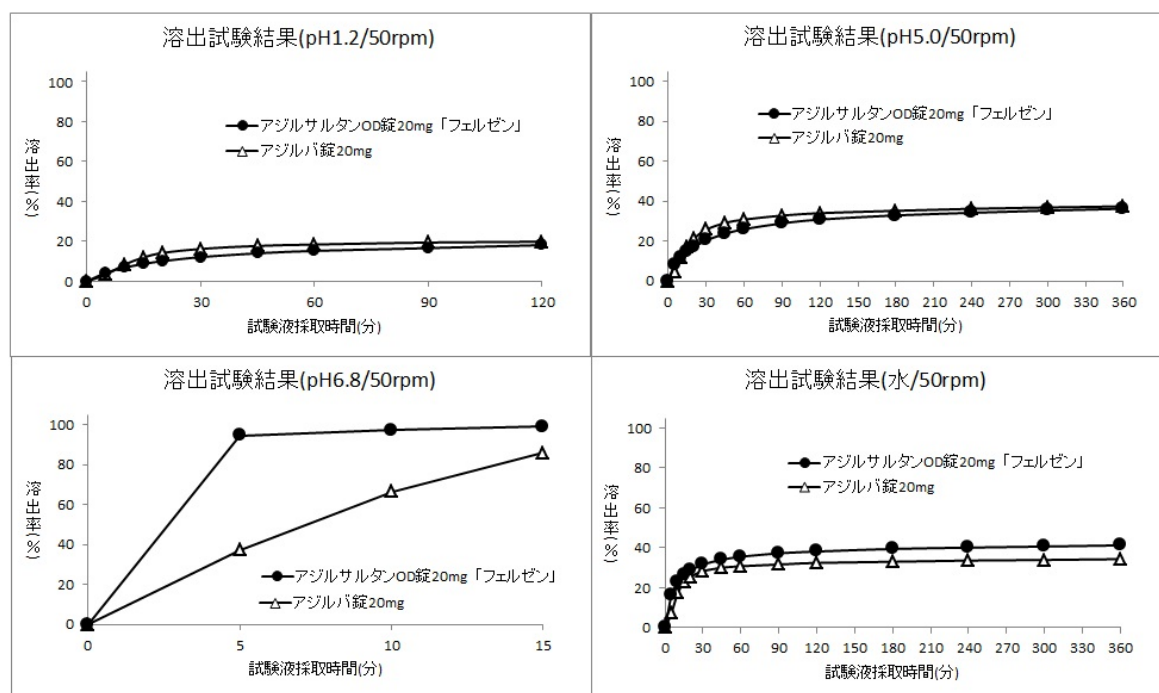 溶出試験結果(pH1.2/50rpm)
100
80
60
40
20
0
溶出率(%)
アジルサルタンOD錠20mg「フェルゼン」
アジルバ錠20mg
0 30 60 90 120
試験液採取時間(分)
溶出試験結果(pH5.0/50rpm)
100
80
60
40
20
0
溶出率(%)
アジルサルタンOD錠20mg「フェルゼン」
アジルバ錠20mg
0 30 60 90 120 150 180 210 240 270 300 330 360
試験液採取時間(分)
溶出試験結果(pH6.8/50rpm)
100
80
60
40
20
0
溶出率(%)
アジルサルタンOD錠20mg「フェルゼン」
アジルバ錠20mg
0 5 10 15
試験液採取時間(分)
溶出試験結果(水/50rpm)
100
80
60
40
20
0
溶出率(%)
アジルサルタンOD錠20mg「フェルゼン」
アジルバ錠20mg
0 30 60 90 120 150 180 210 240 270 300 330 360
試験液採取時間(分)